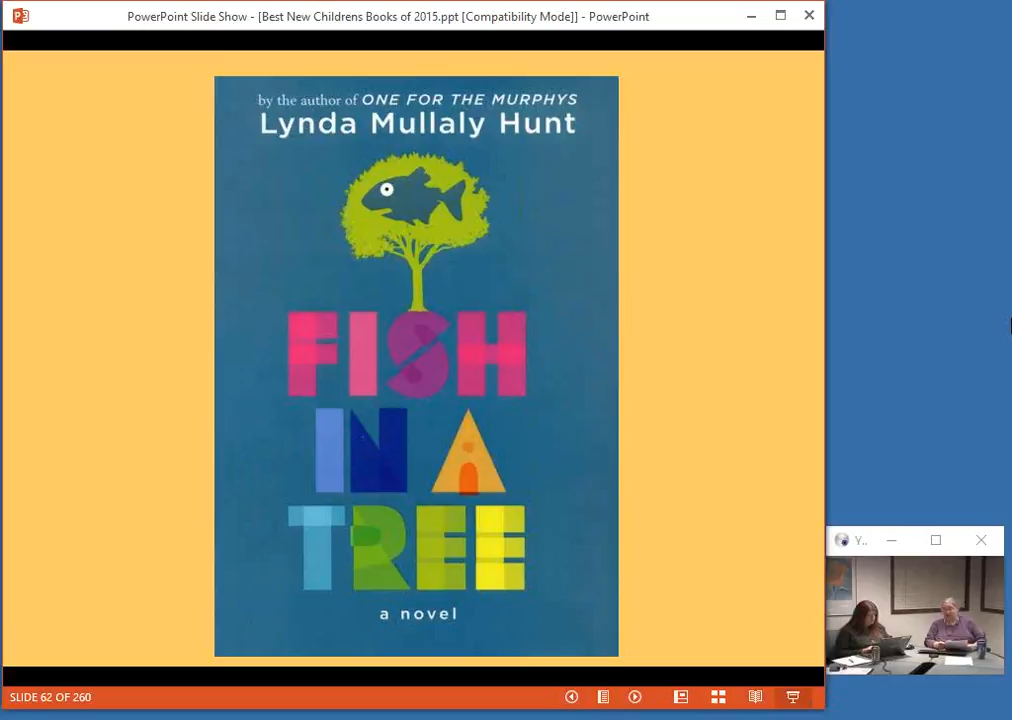 PowerPoint Slide Show - [Best New Childrens Books of 2015.ppt [Compatibility Mode]] - PowerPoint
by the author of ONE FOR THE MURPHYS
Lynda Mullaly Hunt
FISH
IN A
TREE
a novel
Y..
SLIDE 62 OF 260